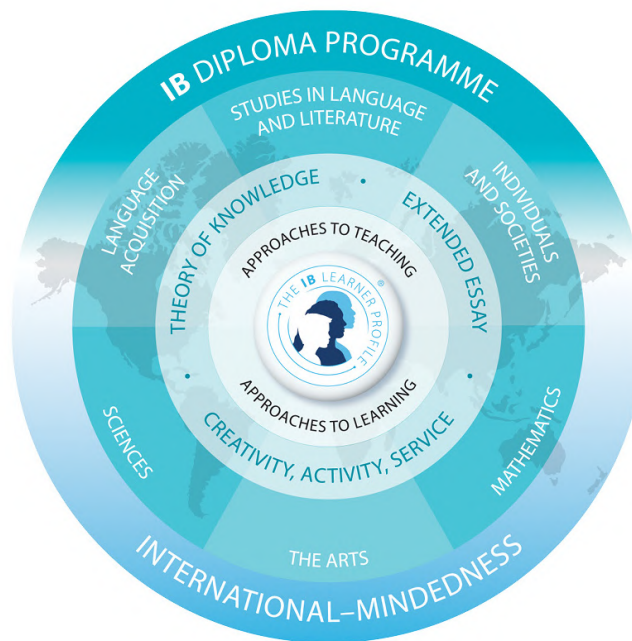 IB DIPLOMA PROGRAMME
STUDIES IN LANGUAGE
AND LITERATURE
LANGUAGE
ACQUISITION
INDIVIDUALS
AND SOCIETIES
THEORY OF KNOWLEDGE
•
EXTENDED ESSAY
APPROACHES TO TEACHING
THE IB LEARNER PROFILE
®
APPROACHES TO LEARNING
•
•
CREATIVITY, ACTIVITY, SERVICE
SCIENCES
MATHEMATICS
THE ARTS
INTERNATIONAL–MINDEDNESS